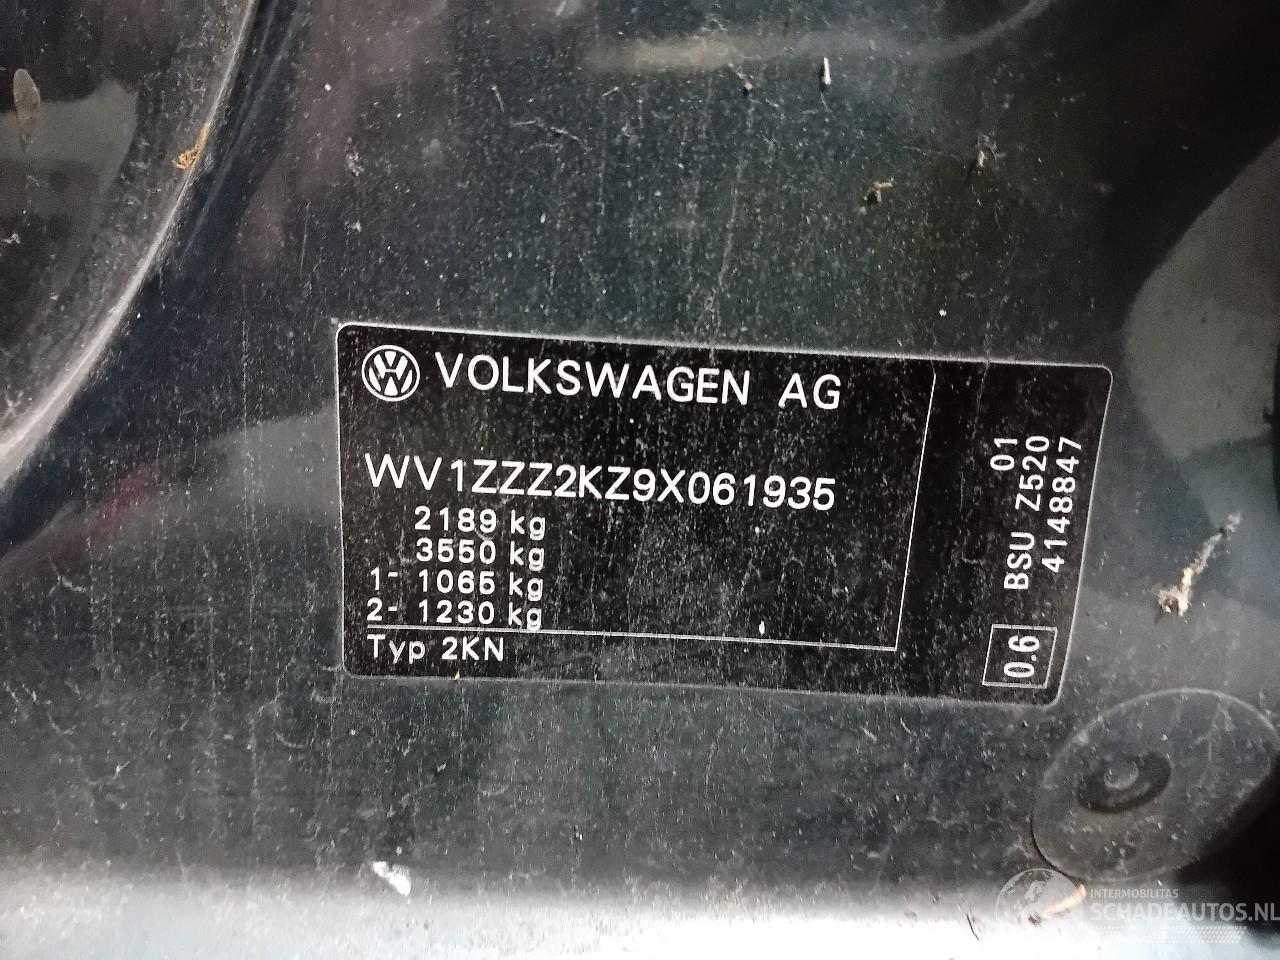 VOLKSWAGEN AG
WV1ZZZ2KZ9X061935
2189 kg
3550 kg
1- 1065 kg
2- 1230 kg
Typ 2KN
01
BSU Z520
4148847
0.6
INTERMOBILITAS
SCHADEAUTOS.NL